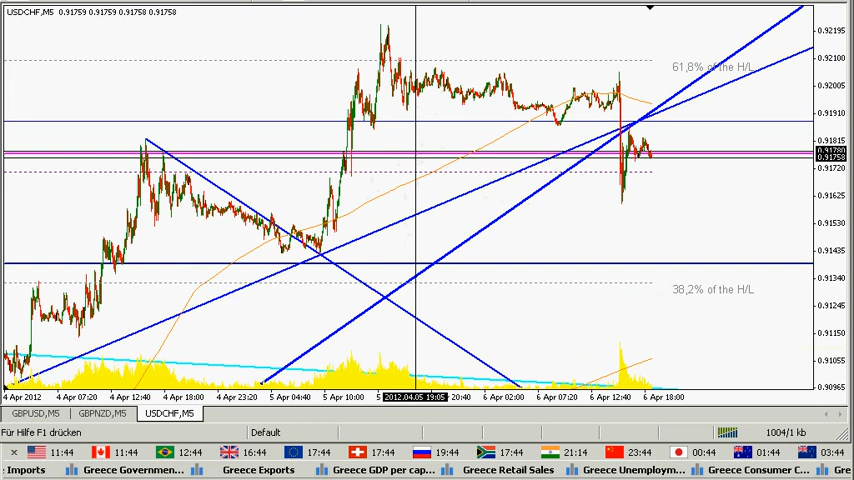 USDCHF,M5 0.91759 0.91759 0.91758 0.91758
0.92195
61,8% of the H/L
0.92100
0.92005
0.91910
0.91815
0.91780
0.91758
0.91720
0.91625
0.91530
0.91435
0.91340
38,2% of the H/L
0.91245
0.91150
0.91055
0.90965
4 Apr 2012 4 Apr 07:20 4 Apr 12:40 4 Apr 18:00 4 Apr 23:20 5 Apr 04:40 5 Apr 10:00 5 2012.04.05 19:05 20:40 6 Apr 02:00 6 Apr 07:20 6 Apr 12:40 6 Apr 18:00
GBPUSD,M5 GBPNZD,M5 USDCHF,M5
Für Hilfe F1 drücken Default 1004/1 kb
11:44 11:44 12:44 16:44 17:44 17:44 19:44 17:44 21:14 23:44 00:44 01:44 03:44
Imports Greece Governmen... Greece Exports Greece GDP per cap... Greece Retail Sales Greece Unemploym... Greece Consumer C... Gre